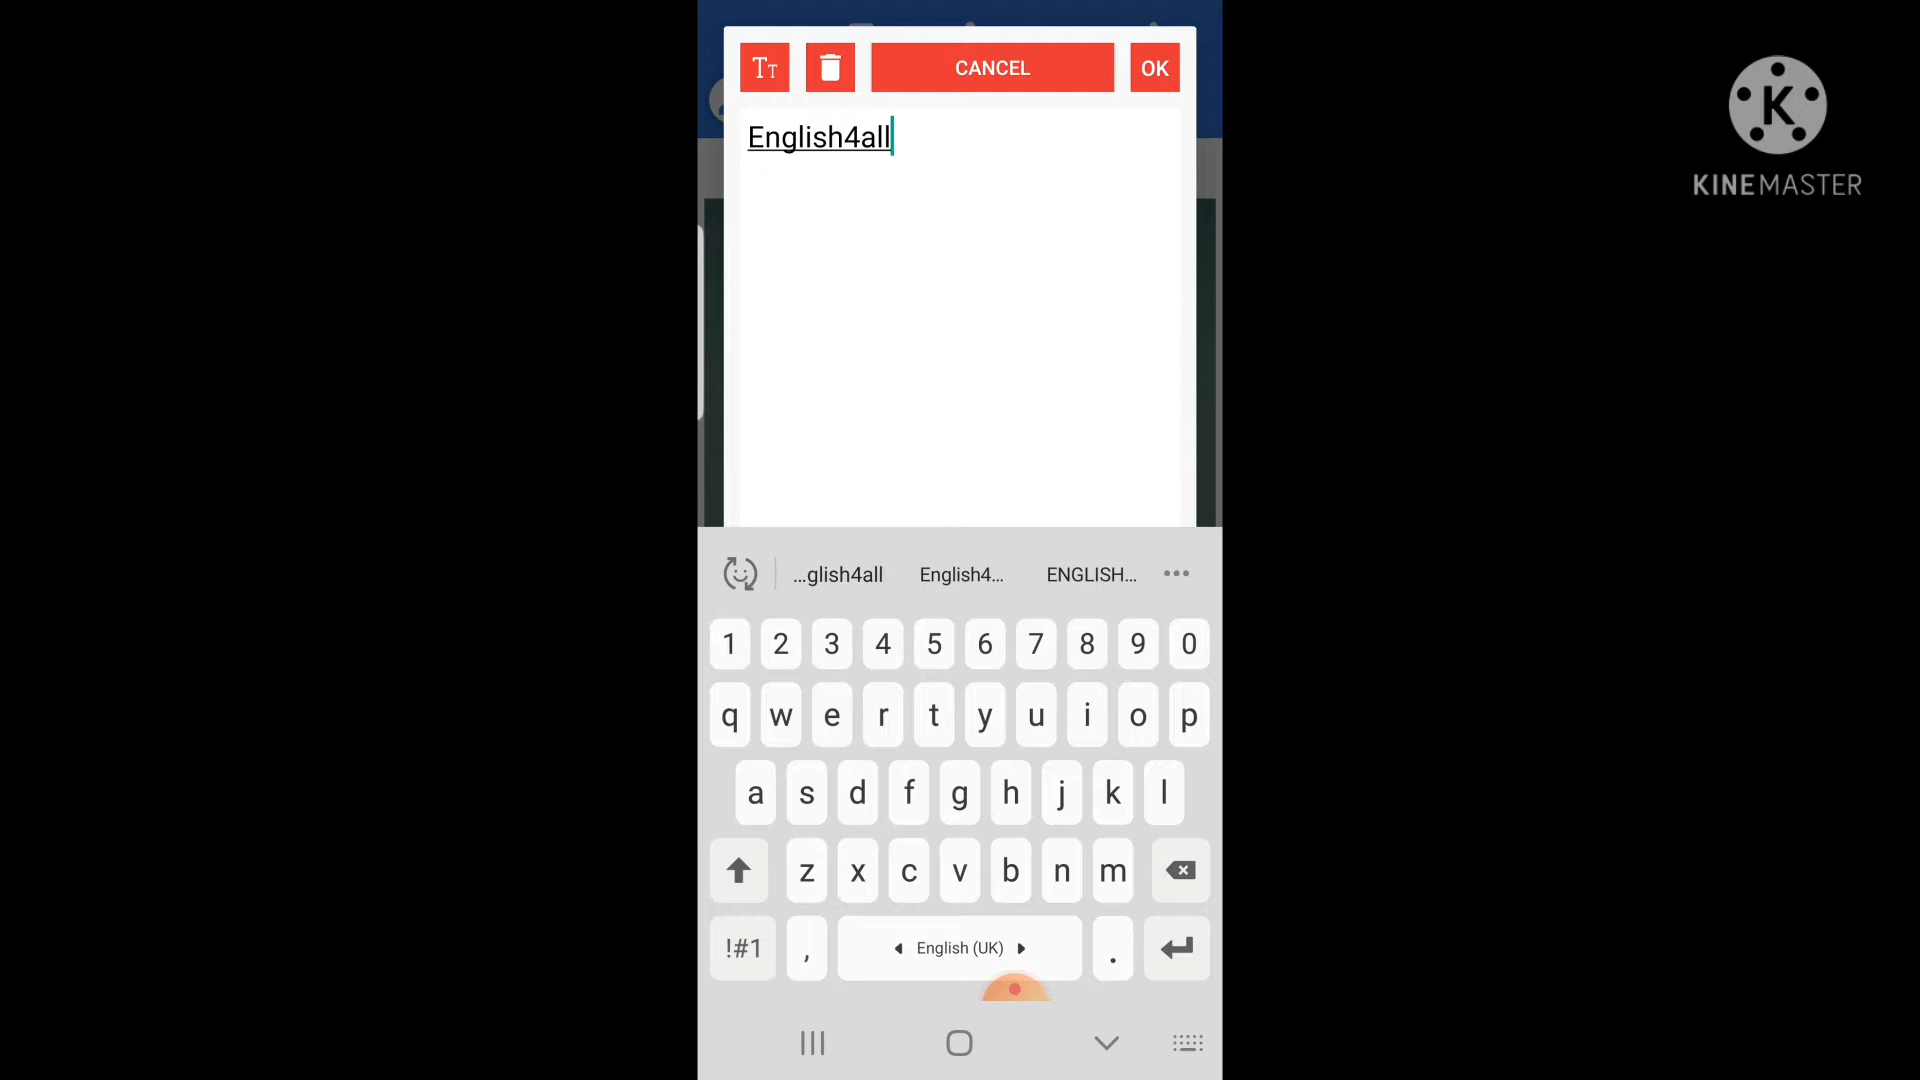 TT
CANCEL
OK
English4all
K
KINEMASTER
...glish4all
English4...
ENGLISH...
•••
1 2 3 4 5 6 7 8 9 0
q w e r t y u i o p
a s d f g h j k l
z x c v b n m
!#1 , English (UK) .